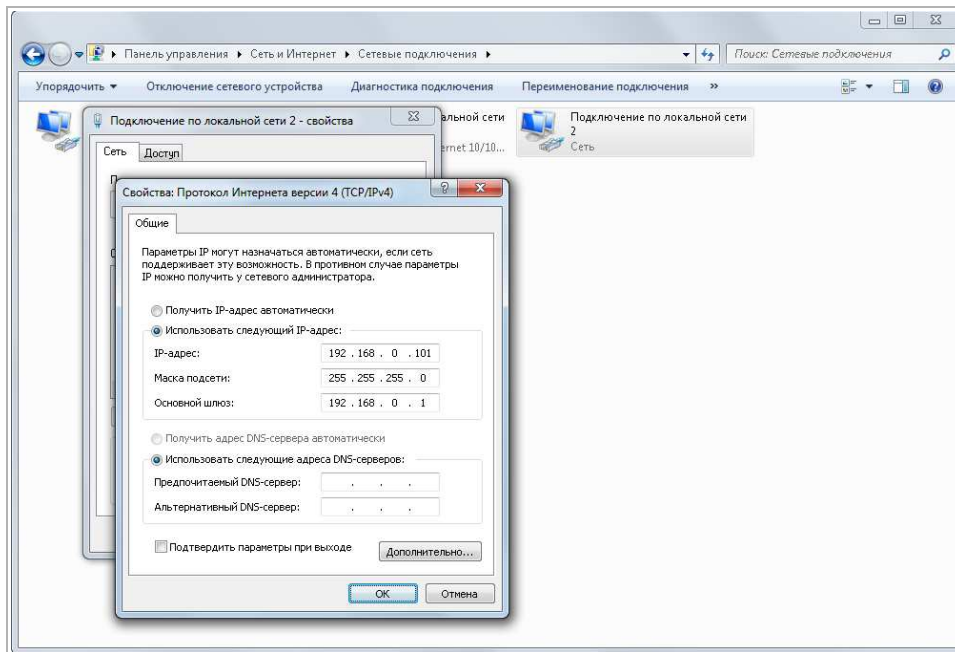 Панель управления ▸ Сеть и Интернет ▸ Сетевые подключения ▸
Поиск: Сетевые подключения
Упорядочить Отключение сетевого устройства Диагностика подключения Переименование подключения »
Подключение по локальной сети 2 - свойства
Подключение по локальной сети
2
Сеть
альной сети
ernet 10/10...
Сеть Доступ
Свойства: Протокол Интернета версии 4 (TCP/IPv4)
Общие
Параметры IP могут назначаться автоматически, если сеть
поддерживает эту возможность. В противном случае параметры
IP можно получить у сетевого администратора.
Получить IP-адрес автоматически
Использовать следующий IP-адрес:
IP-адрес: 192 . 168 . 0 . 101
Маска подсети: 255 . 255 . 255 . 0
Основной шлюз: 192 . 168 . 0 . 1
Получить адрес DNS-сервера автоматически
Использовать следующие адреса DNS-серверов:
Предпочитаемый DNS-сервер: . . .
Альтернативный DNS-сервер: . . .
Подтвердить параметры при выходе
Дополнительно...
ОК Отмена